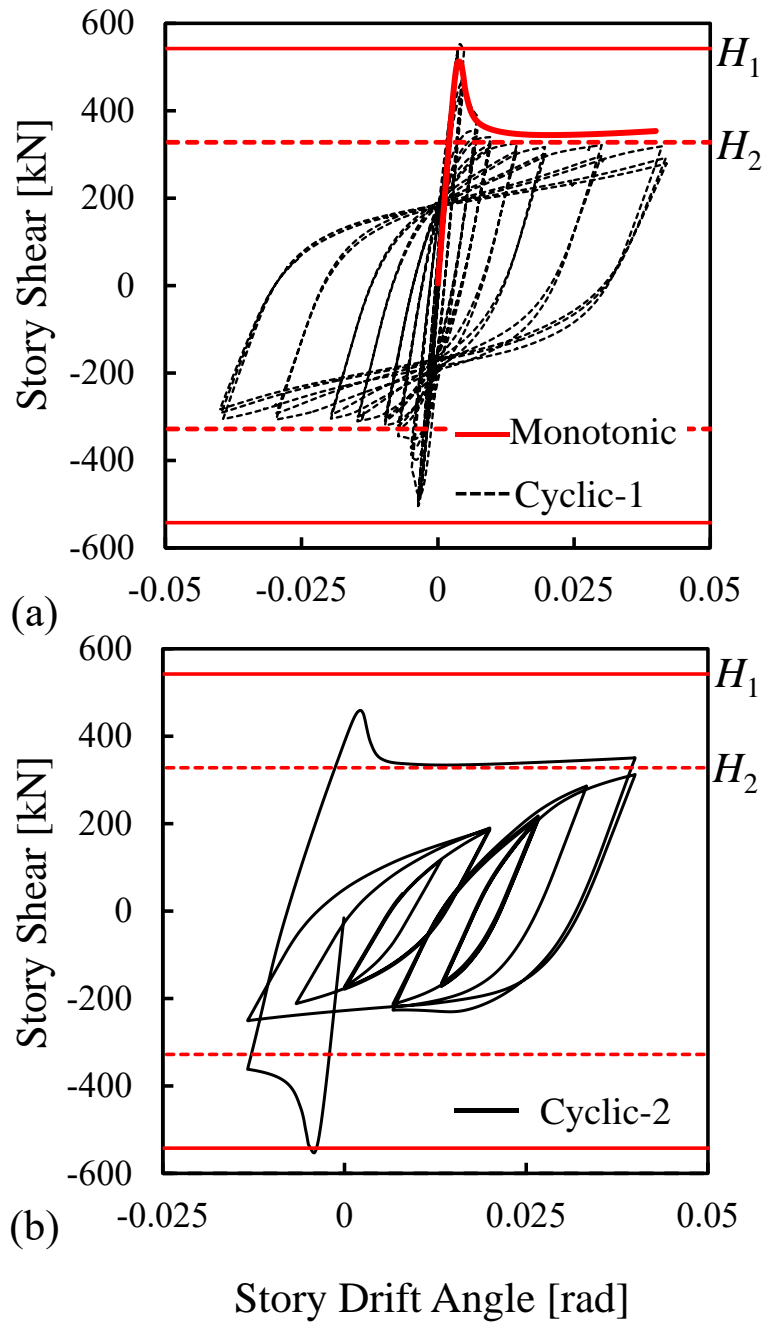 600
H₁
400
H₂
200
0
-200
Monotonic
-400
Cyclic-1
-600
-0.05
-0.025
0
0.025
0.05
Story Shear [kN]
(a)
600
H₁
400
H₂
200
0
-200
-400
Cyclic-2
-600
-0.025
0
0.025
0.05
Story Shear [kN]
(b)
Story Drift Angle [rad]